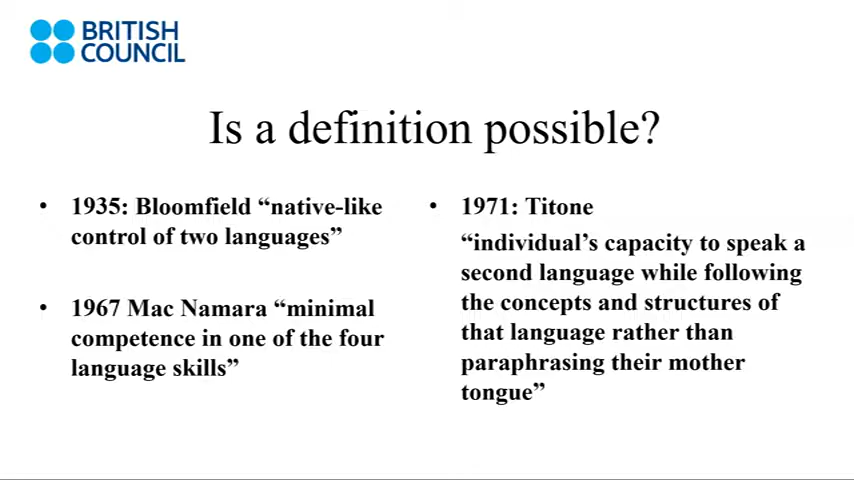 BRITISH
COUNCIL
Is a definition possible?
• 1935: Bloomfield “native-like
control of two languages”
• 1967 Mac Namara “minimal
competence in one of the four
language skills”
• 1971: Titone
“individual’s capacity to speak a
second language while following
the concepts and structures of
that language rather than
paraphrasing their mother
tongue”